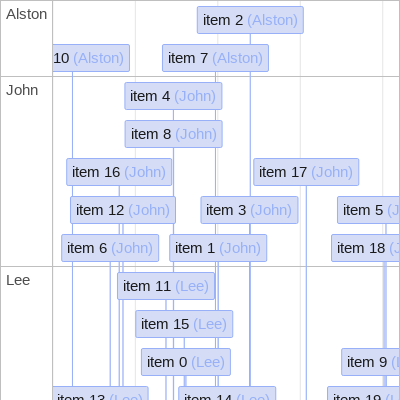 Alston
item 2 (Alston)
10 (Alston)
item 7 (Alston)
John
item 4 (John)
item 8 (John)
item 16 (John)
item 17 (John)
item 12 (John)
item 3 (John)
item 5 (J
item 6 (John)
item 1 (John)
item 18 (J
Lee
item 11 (Lee)
item 15 (Lee)
item 0 (Lee)
item 9 (L
item 13 (Lee)
item 14 (Lee)
item 19 (L